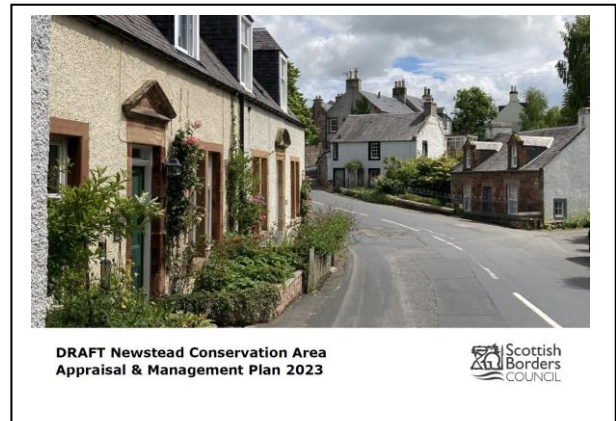 DRAFT Newstead Conservation Area
Appraisal & Management Plan 2023
Scottish
Borders
COUNCIL